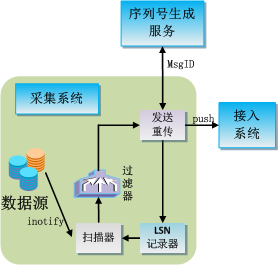 序列号生成
服务
MsgID
采集系统
发送
重传
push
接入
系统
过滤器
数据源
inotify
扫描器
LSN
记录器